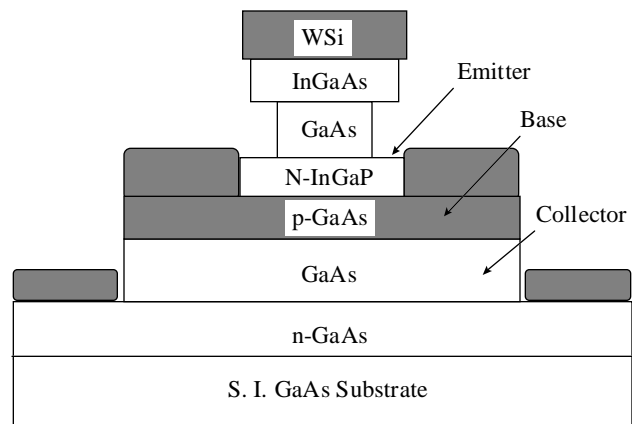 WSi
InGaAs
Emitter
GaAs
Base
N-InGaP
p-GaAs
Collector
GaAs
n-GaAs
S. I. GaAs Substrate